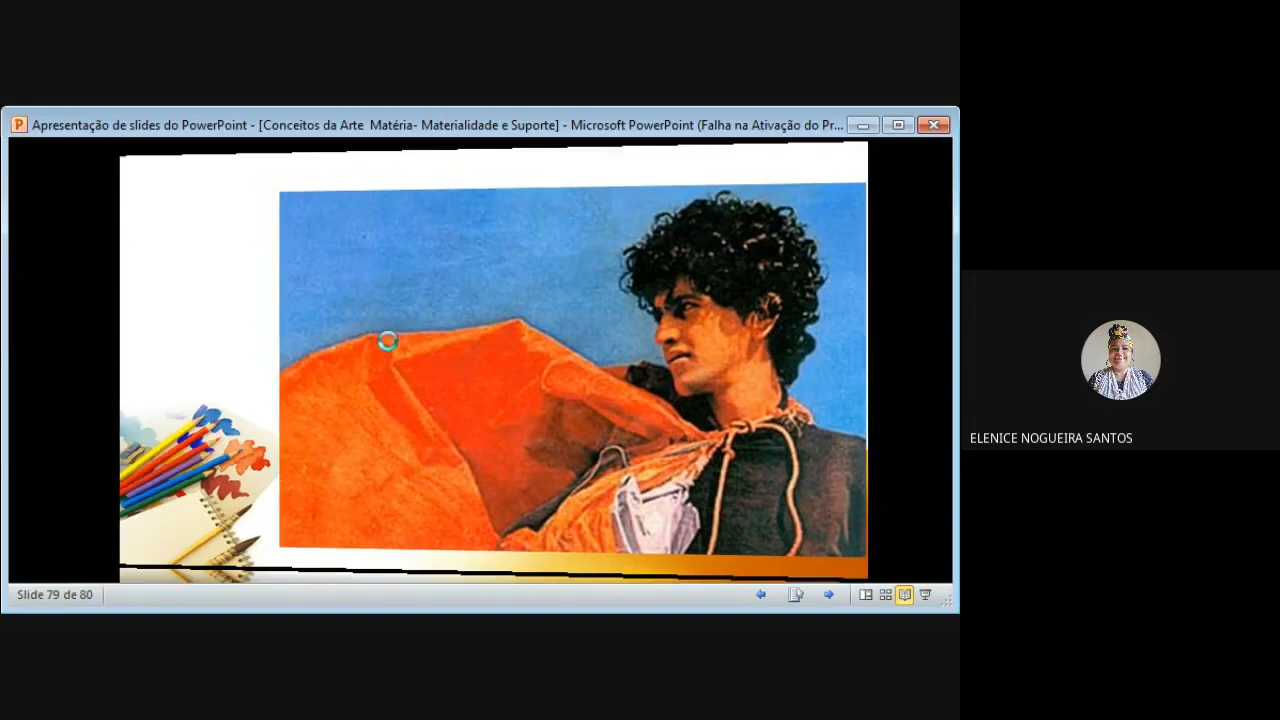 Apresentação de slides do PowerPoint - [Conceitos da Arte Matéria- Materialidade e Suporte] - Microsoft PowerPoint (Falha na Ativação do Pr...
ELENICE NOGUEIRA SANTOS
Slide 79 de 80